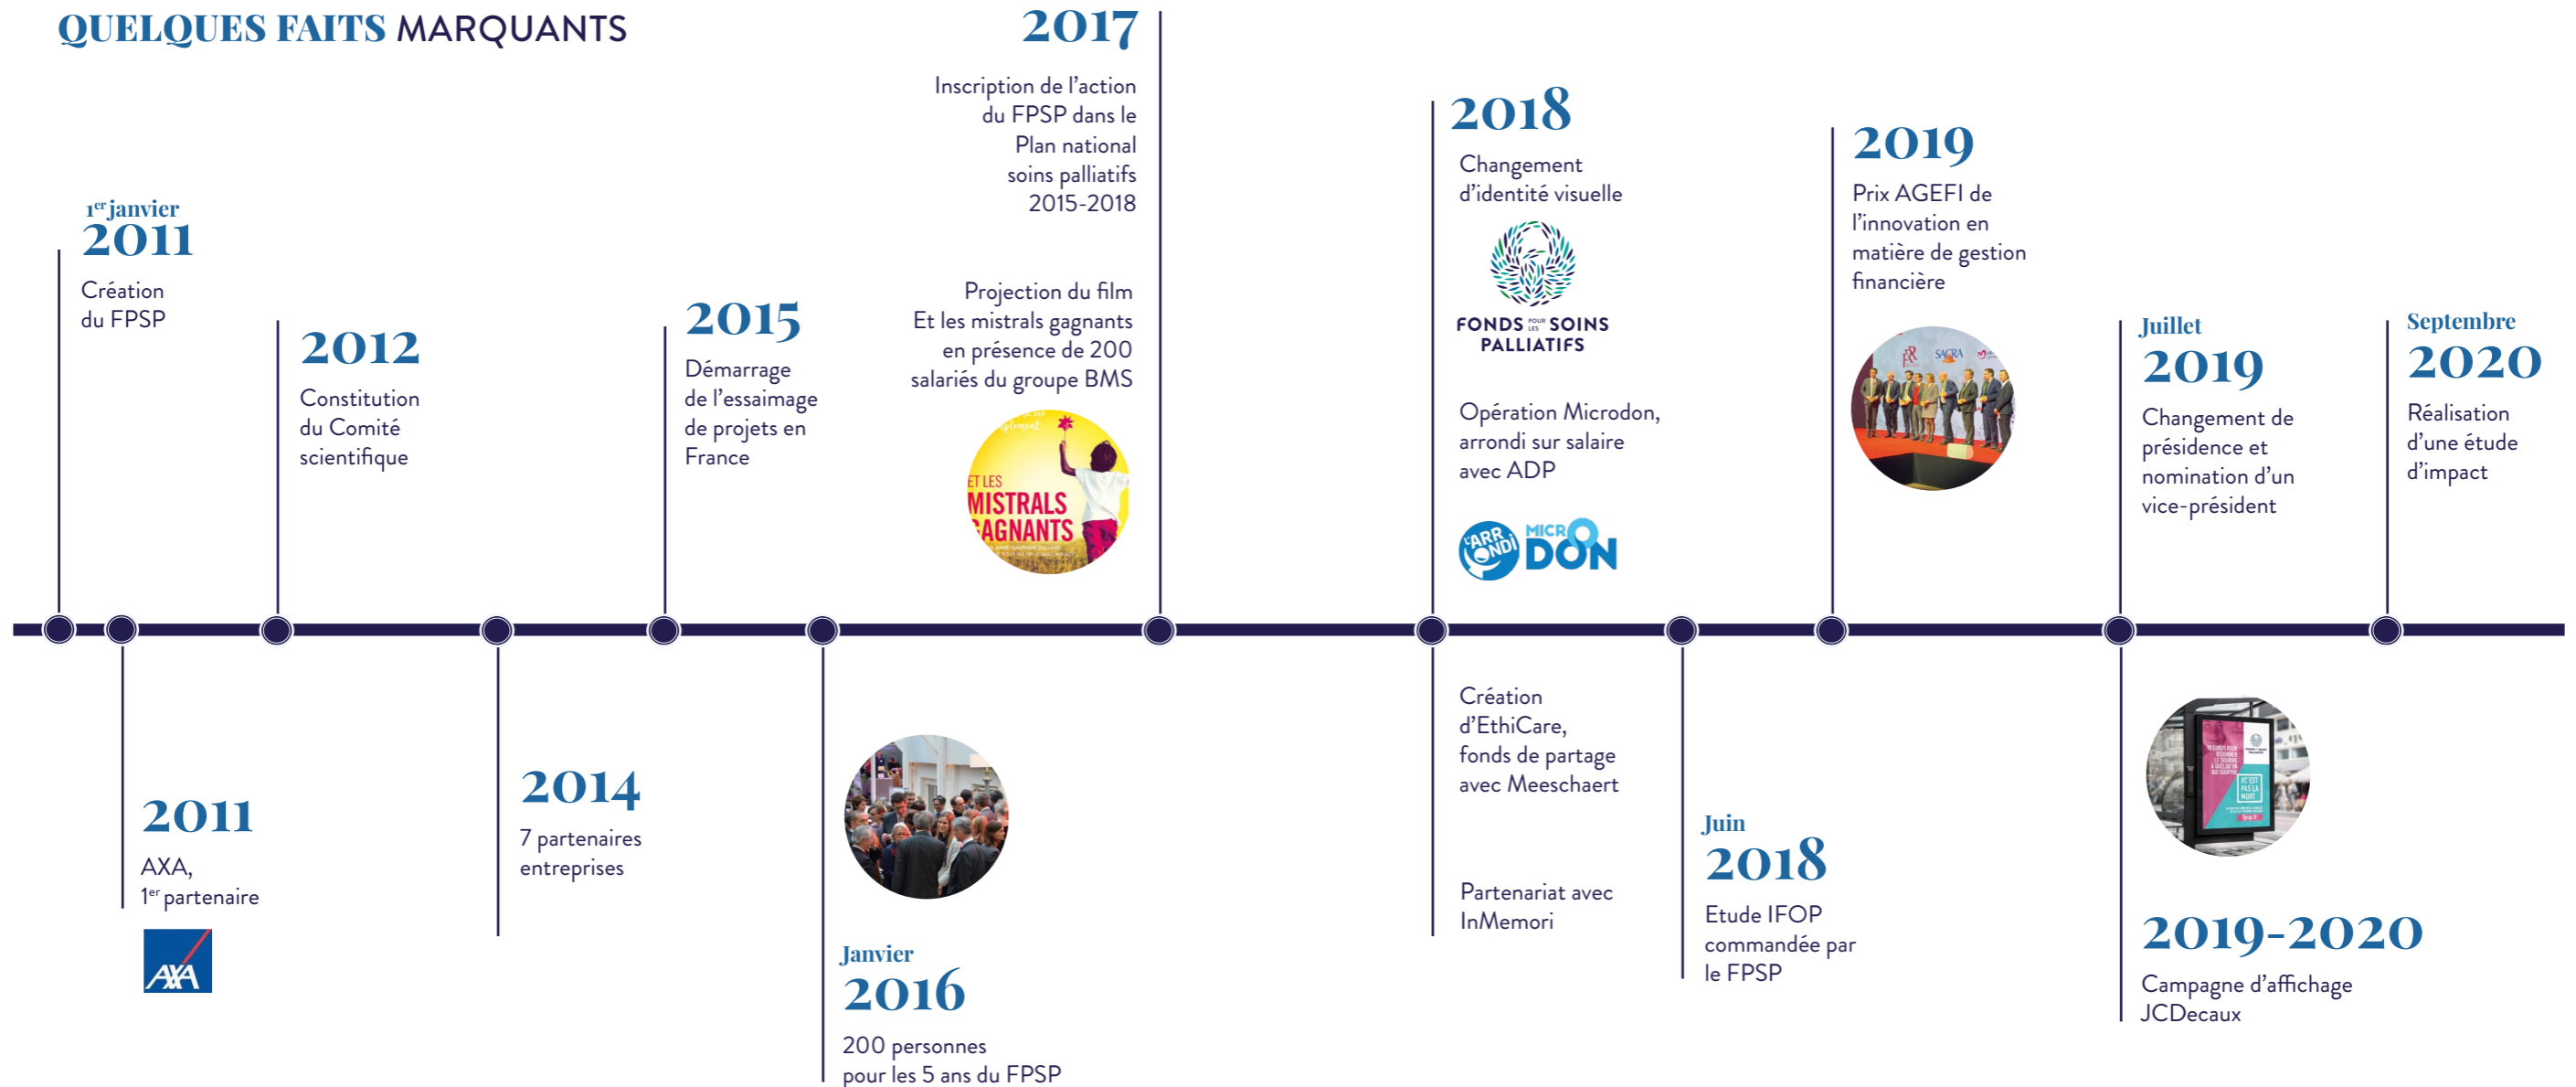 QUELQUES FAITS MARQUANTS
1er janvier
2011
Création
du FPSP
2011
AXA,
1er partenaire
AXA
2012
Constitution
du Comité
scientifique
2014
7 partenaires
entreprises
2015
Démarrage
de l'essaimage
de projets en
France
Janvier
2016
200 personnes
pour les 5 ans du FPSP
2017
Inscription de l'action
du FPSP dans le
Plan national
soins palliatifs
2015-2018
Projection du film
Et les mistrals gagnants
en présence de 200
salariés du groupe BMS
ET LES
MISTRALS
GAGNANTS
2018
Changement
d'identité visuelle
FONDS POUR LES SOINS
PALLIATIFS
Opération Microdon,
arrondi sur salaire
avec ADP
L'ARRONDI
MICRO
DON
Création
d'EthiCare,
fonds de partage
avec Meeschaert
Partenariat avec
InMemori
Juin
2018
Etude IFOP
commandée par
le FPSP
2019
Prix AGEFI de
l'innovation en
matière de gestion
financière
Juillet
2019
Changement de
présidence et
nomination d'un
vice-président
#C'EST
PAS LA
MORT
2019-2020
Campagne d'affichage
JCDecaux
Septembre
2020
Réalisation
d'une étude
d'impact